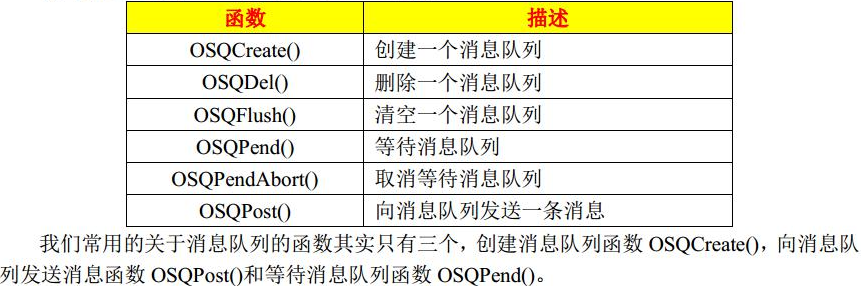 函数 描述
OSQCreate() 创建一个消息队列
OSQDel() 删除一个消息队列
OSQFlush() 清空一个消息队列
OSQPend() 等待消息队列
OSQPendAbort() 取消等待消息队列
OSQPost() 向消息队列发送一条消息
我们常用的关于消息队列的函数其实只有三个，创建消息队列函数 OSQCreate()，向消息队
列发送消息函数 OSQPost()和等待消息队列函数 OSQPend()。